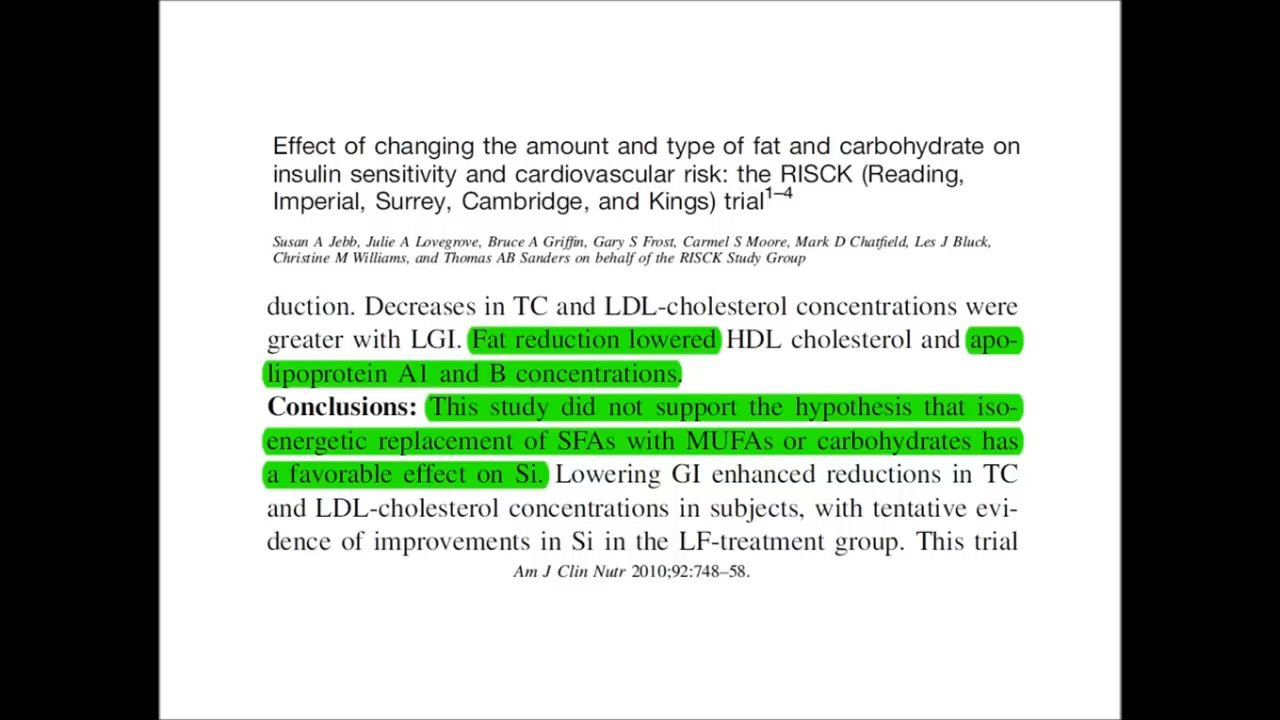 Effect of changing the amount and type of fat and carbohydrate on
insulin sensitivity and cardiovascular risk: the RISCK (Reading,
Imperial, Surrey, Cambridge, and Kings) trial1–4
Susan A Jebb, Julie A Lovegrove, Bruce A Griffin, Gary S Frost, Carmel S Moore, Mark D Chatfield, Les J Bluck,
Christine M Williams, and Thomas AB Sanders on behalf of the RISCK Study Group
duction. Decreases in TC and LDL-cholesterol concentrations were
greater with LGI. Fat reduction lowered HDL cholesterol and apo-
lipoprotein A1 and B concentrations.
Conclusions: This study did not support the hypothesis that iso-
energetic replacement of SFAs with MUFAs or carbohydrates has
a favorable effect on Si. Lowering GI enhanced reductions in TC
and LDL-cholesterol concentrations in subjects, with tentative evi-
dence of improvements in Si in the LF-treatment group. This trial
Am J Clin Nutr 2010;92:748–58.